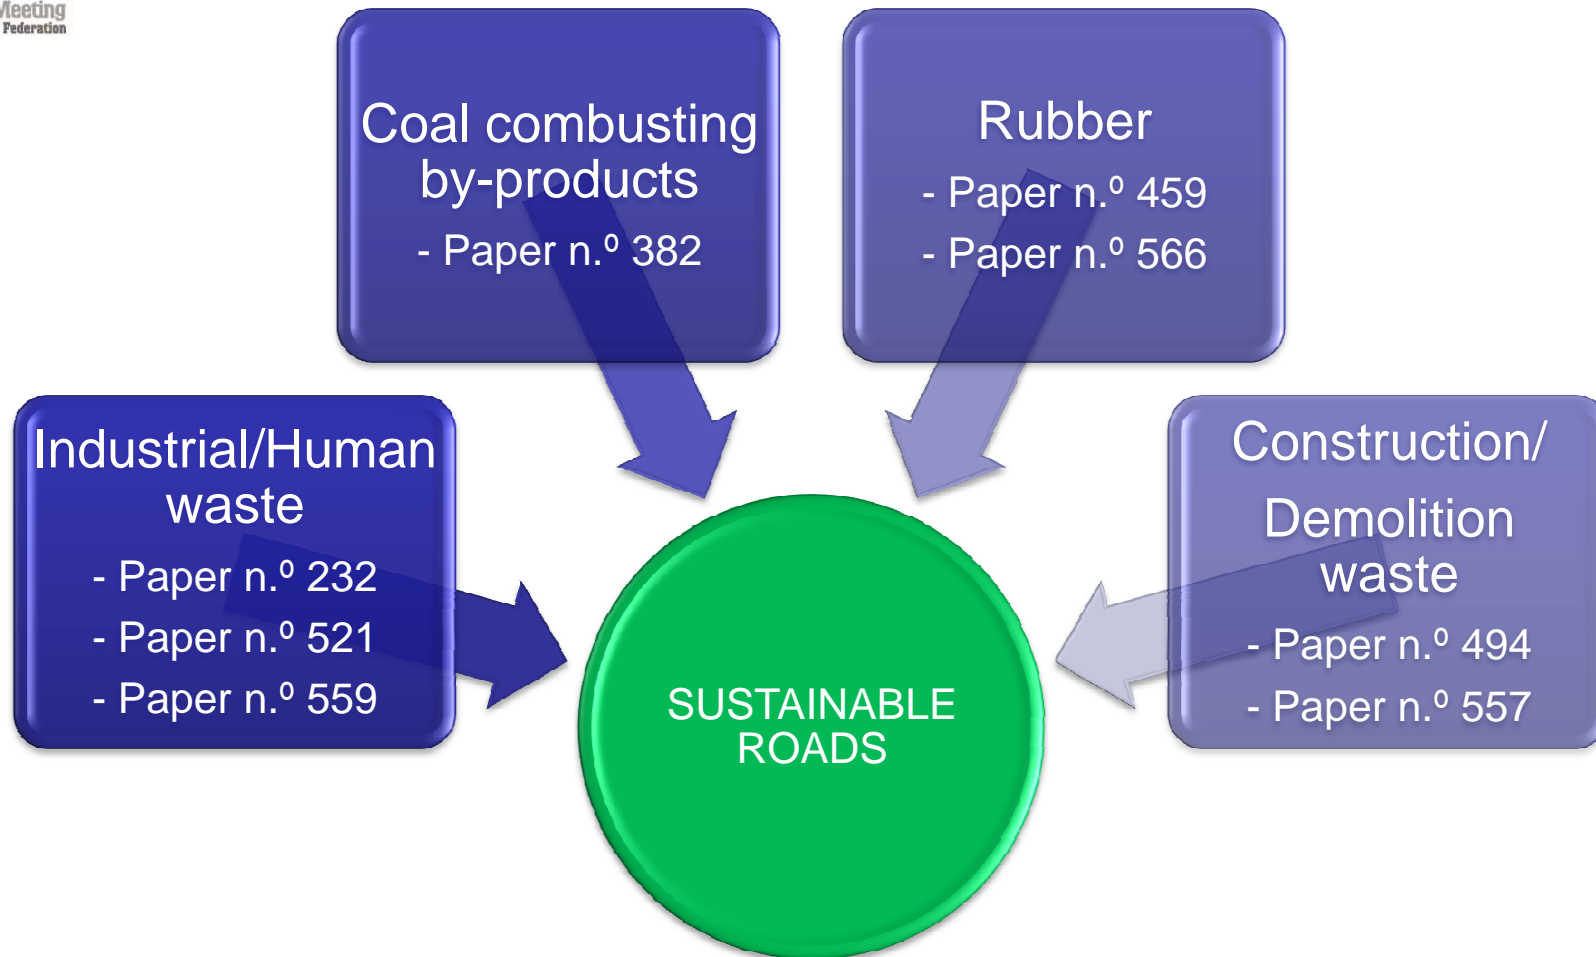 Meeting
Federation
Coal combusting
by-products
- Paper n.º 382
Rubber
- Paper n.º 459
- Paper n.º 566
Industrial/Human
waste
- Paper n.º 232
- Paper n.º 521
- Paper n.º 559
Construction/
Demolition
waste
- Paper n.º 494
- Paper n.º 557
SUSTAINABLE
ROADS